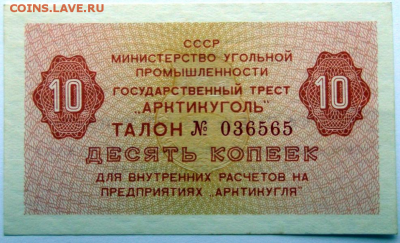 COINS.LAVE.RU
СССР
МИНИСТЕРСТВО УГОЛЬНОЙ
ПРОМЫШЛЕННОСТИ
ГОСУДАРСТВЕННЫЙ ТРЕСТ
10 "АРКТИКУГОЛЬ" 10
ТАЛОН № 036565
ДЕСЯТЬ КОПЕЕК
ДЛЯ ВНУТРЕННИХ РАСЧЕТОВ НА
ПРЕДПРИЯТИЯХ „АРКТИКУГЛЯ"